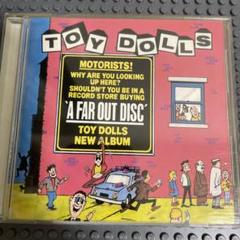 TOY DOLLS
MOTORISTS!
WHY ARE YOU LOOKING
UP HERE?
SHOULDN'T YOU BE IN A
RECORD STORE BUYING
'A FAR OUT DISC'
TOY DOLLS
NEW ALBUM